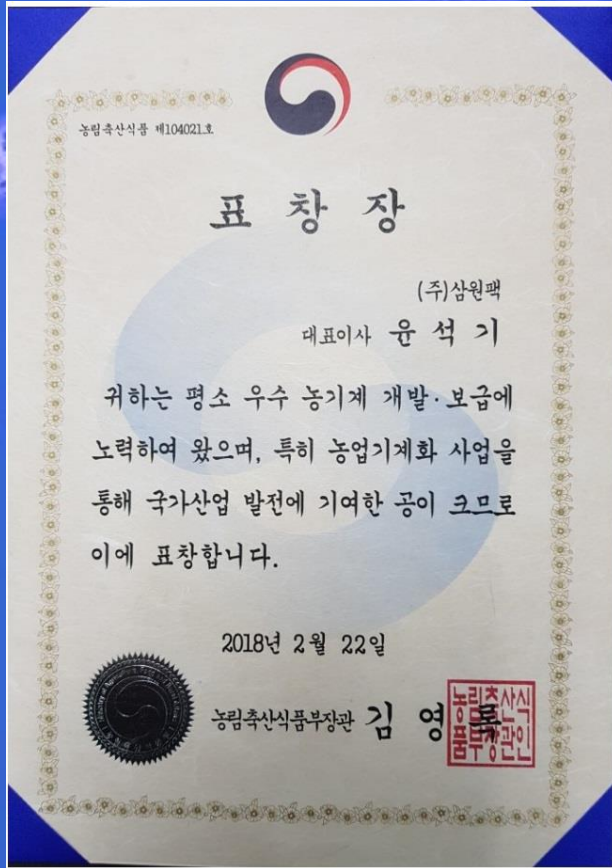 농림축산식품 제104021호
표 창 장
(주)삼원팩
대표이사 윤 석 기
귀하는 평소 우수 농기계 개발·보급에
노력하여 왔으며, 특히 농업기계화 사업을
통해 국가산업 발전에 기여한 공이 크므로
이에 표창합니다.
2018년 2월 22일
농림축산식품부장관 김 영 록
농림축산식
품부장관인